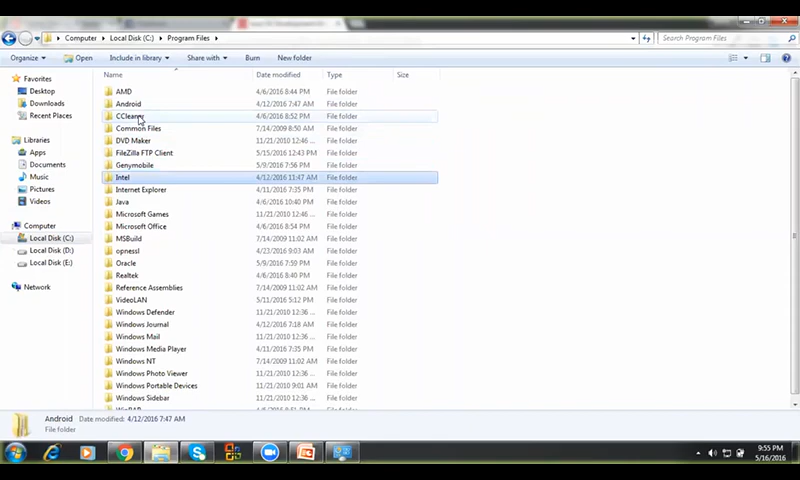 Computer ▸ Local Disk (C:) ▸ Program Files ▸
Search Program Files
Organize Open Include in library Share with Burn New folder
Name Date modified Type Size
Favorites
Desktop
Downloads
Recent Places
Libraries
Apps
Documents
Music
Pictures
Videos
Computer
Local Disk (C:)
Local Disk (D:)
Local Disk (E:)
Network
AMD 4/6/2016 8:44 PM File folder
Android 4/12/2016 7:47 AM File folder
CCleaner 4/6/2016 8:52 PM File folder
Common Files 7/14/2009 8:50 AM File folder
DVD Maker 11/21/2010 12:46 ... File folder
FileZilla FTP Client 5/15/2016 12:43 PM File folder
Genymobile 5/9/2016 7:56 PM File folder
Intel 4/12/2016 11:47 AM File folder
Internet Explorer 4/11/2016 7:35 PM File folder
Java 4/6/2016 10:40 PM File folder
Microsoft Games 11/21/2010 12:46 ... File folder
Microsoft Office 4/6/2016 8:54 PM File folder
MSBuild 7/14/2009 11:02 AM File folder
opnessl 4/23/2016 9:03 AM File folder
Oracle 5/9/2016 7:59 PM File folder
Realtek 4/6/2016 8:40 PM File folder
Reference Assemblies 7/14/2009 11:02 AM File folder
VideoLAN 5/11/2016 5:12 PM File folder
Windows Defender 11/21/2010 12:36 ... File folder
Windows Journal 4/12/2016 7:18 AM File folder
Windows Mail 11/21/2010 12:36 ... File folder
Windows Media Player 4/11/2016 7:35 PM File folder
Windows NT 7/14/2009 11:02 AM File folder
Windows Photo Viewer 11/21/2010 12:36 ... File folder
Windows Portable Devices 11/21/2010 9:01 AM File folder
Windows Sidebar 11/21/2010 12:36 ... File folder
Android Date modified: 4/12/2016 7:47 AM
File folder
9:55 PM
5/16/2016